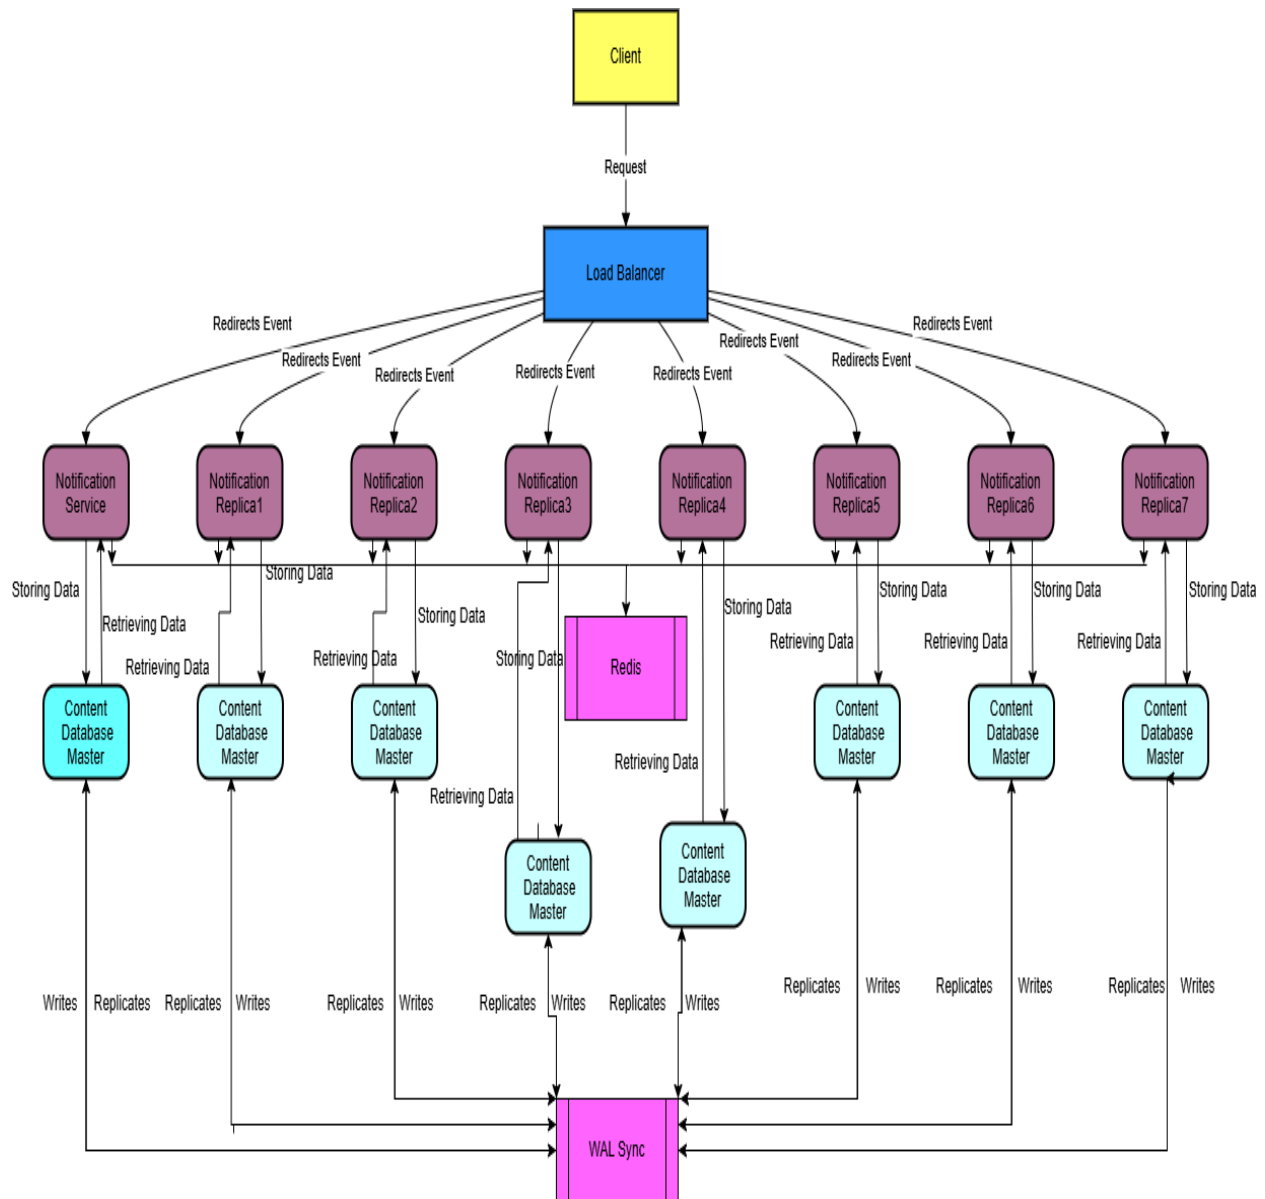 Client
Request
Load Balancer
Redirects Event
Redirects Event
Redirects Event
Redirects Event
Redirects Event
Redirects Event
Redirects Event
Redirects Event
Notification
Service
Notification
Replica1
Notification
Replica2
Notification
Replica3
Notification
Replica4
Notification
Replica5
Notification
Replica6
Notification
Replica7
Storing Data
Retrieving Data
Storing Data
Retrieving Data
Storing Data
Retrieving Data
Storing Data
Retrieving Data
Storing Data
Retrieving Data
Storing Data
Retrieving Data
Storing Data
Retrieving Data
Storing Data
Retrieving Data
Redis
Content
Database
Master
Content
Database
Master
Content
Database
Master
Content
Database
Master
Content
Database
Master
Content
Database
Master
Content
Database
Master
Content
Database
Master
Writes
Replicates
Replicates
Writes
Replicates
Writes
Replicates
Writes
Replicates
Writes
Replicates
Writes
Replicates
Writes
Replicates
Writes
WAL Sync